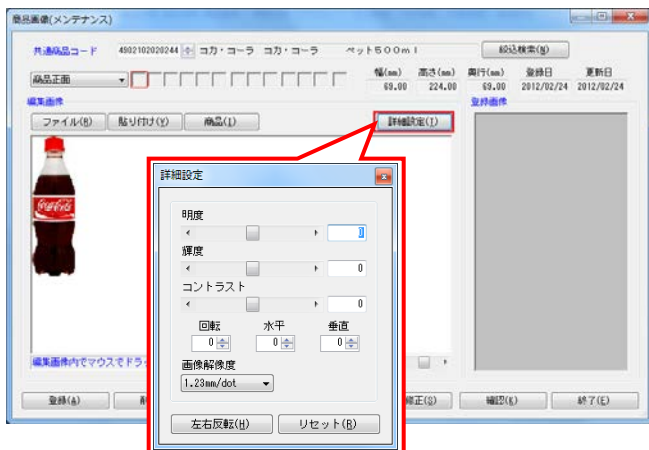 商品画像(メンテナンス)
共通商品コード 4902102020244 コカ・コーラ コカ・コーラ ペット500ml 絞込検索(N)
商品正面
幅(mm) 高さ(mm) 奥行(mm) 登録日 更新日
69.00 224.00 69.00 2012/02/24 2012/02/24
編集画像 登録画像
ファイル(B) 貼り付け(Y) 商品(I) 詳細設定(T)
詳細設定
明度
0
輝度
0
コントラスト
0
回転 水平 垂直
0 0 0
画像解像度
1.23mm/dot
左右反転(H) リセット(R)
編集画像内でマウスでドラ
登録(A) 修正(S) 確認(K) 終了(E)